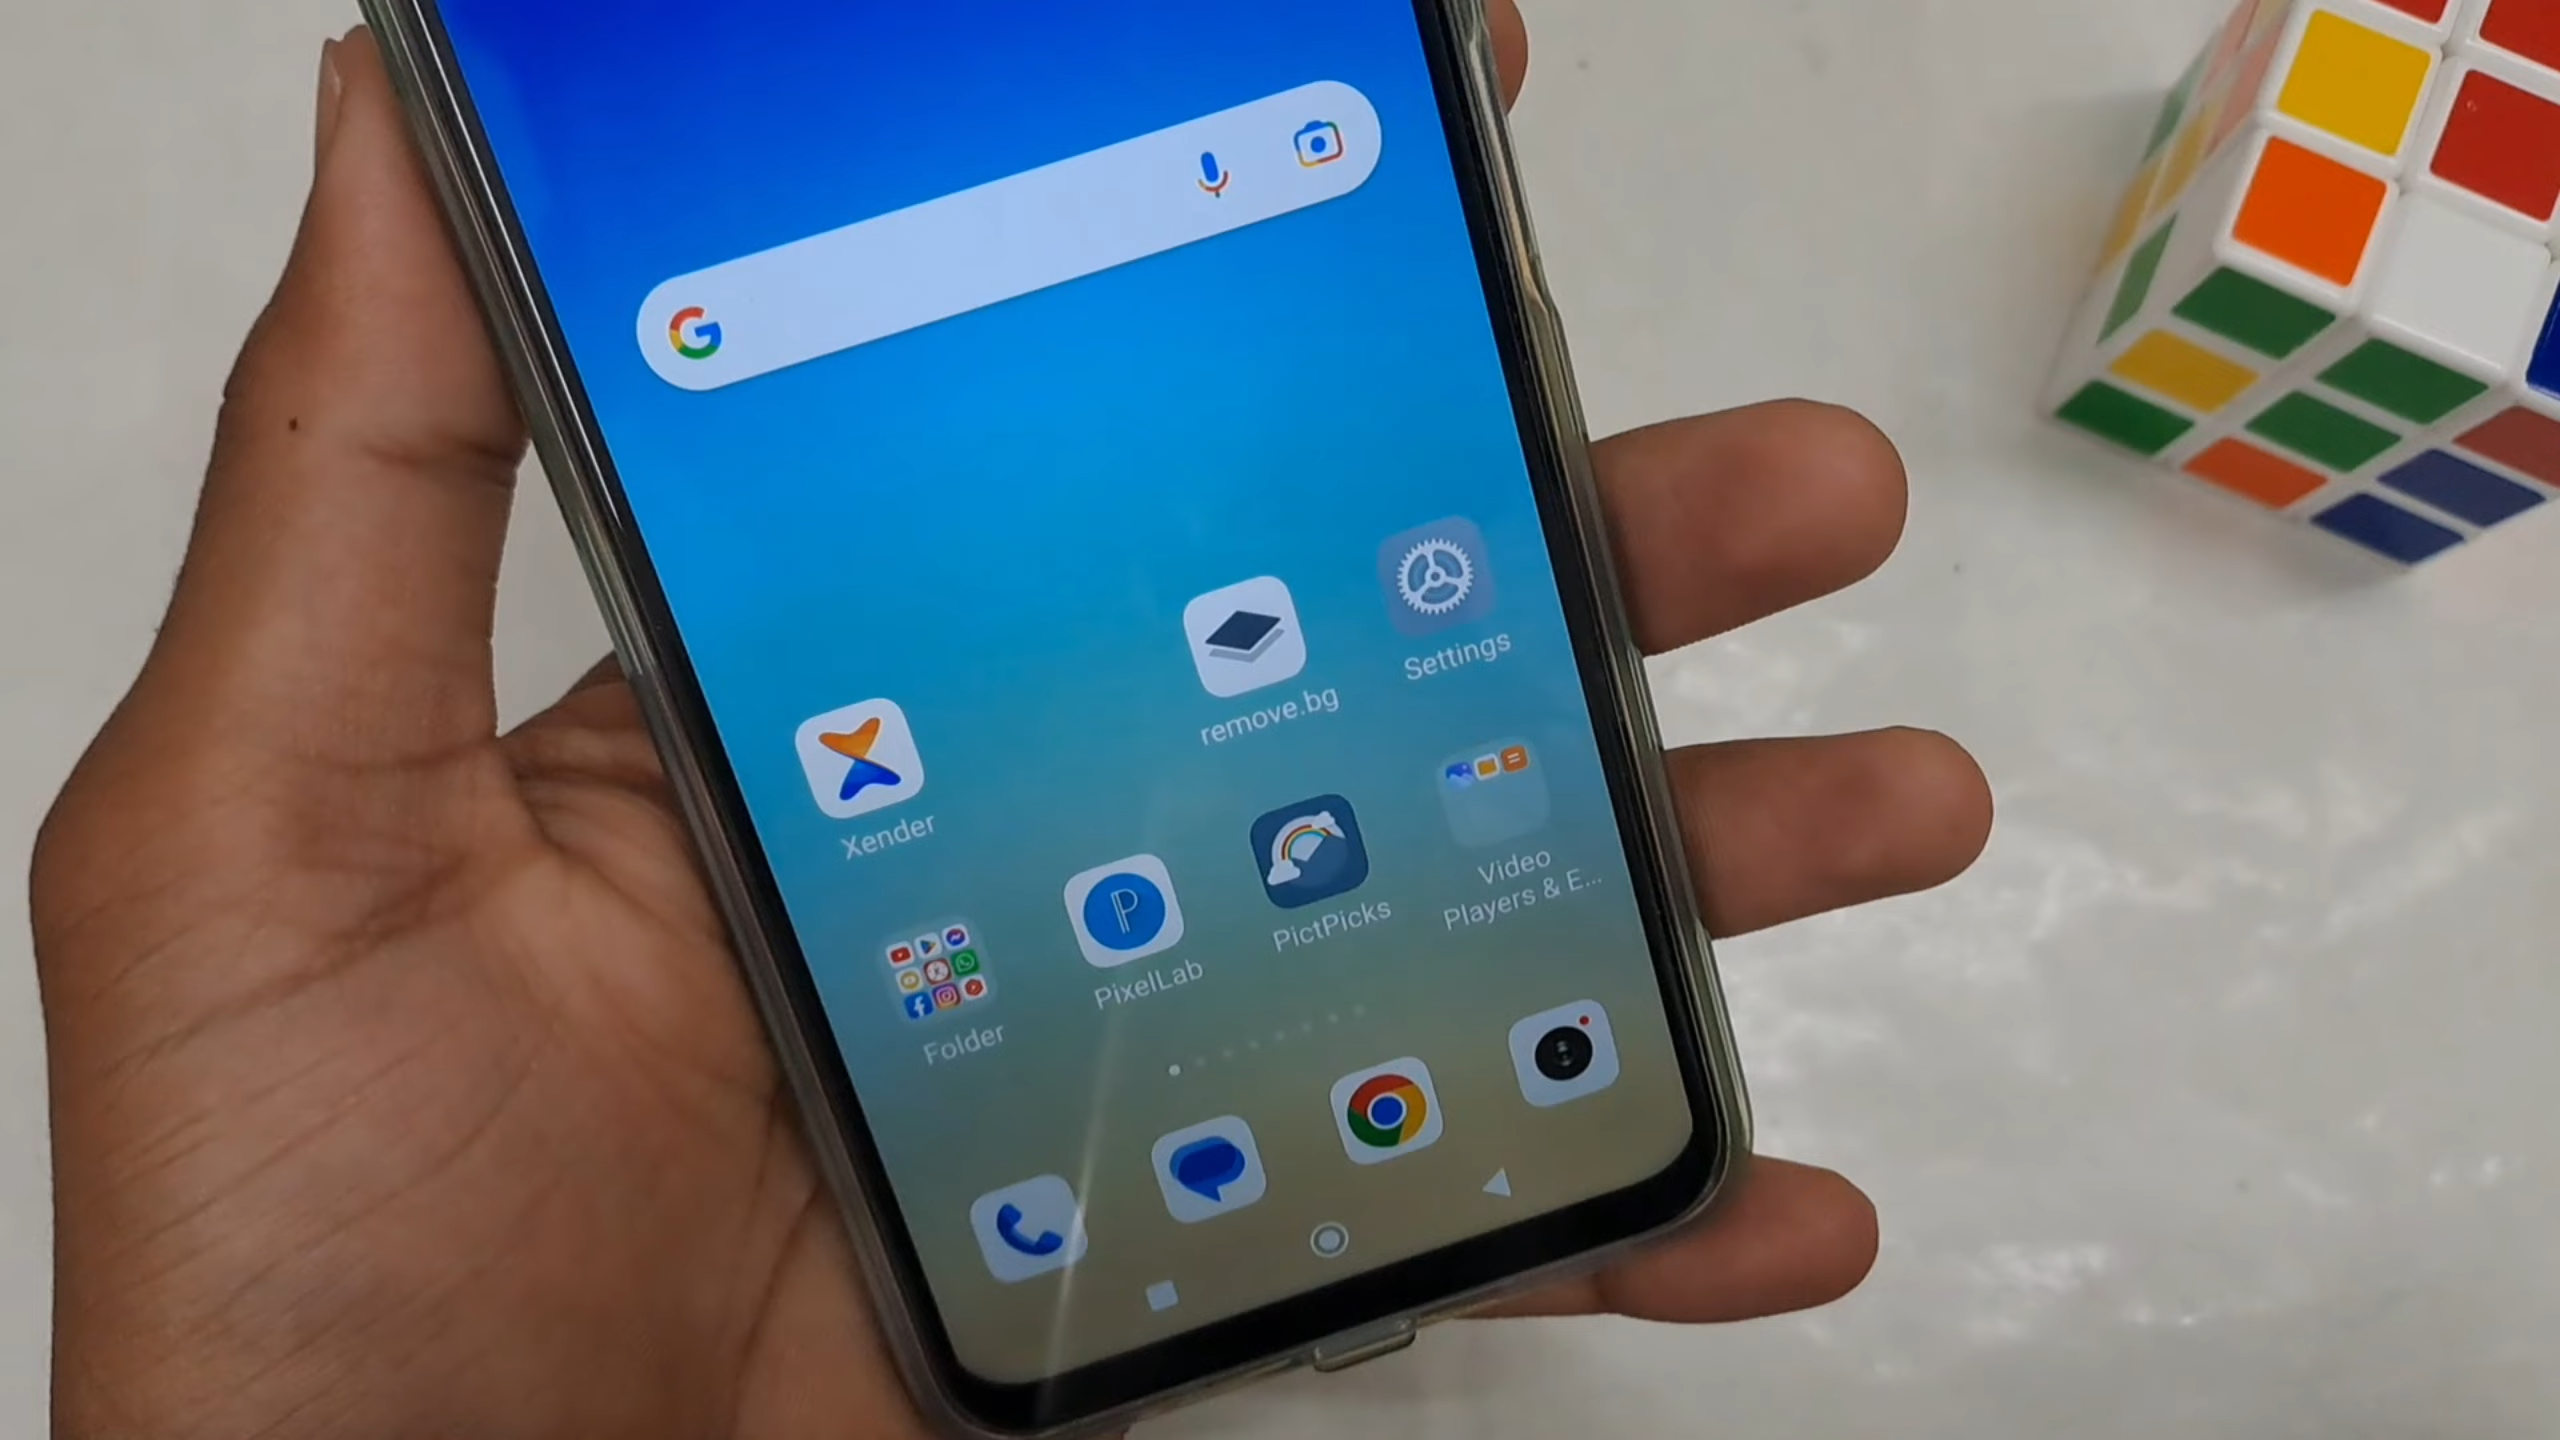 Settings
remove.bg
Xender
Video
Players & E...
PictPicks
PixelLab
Folder